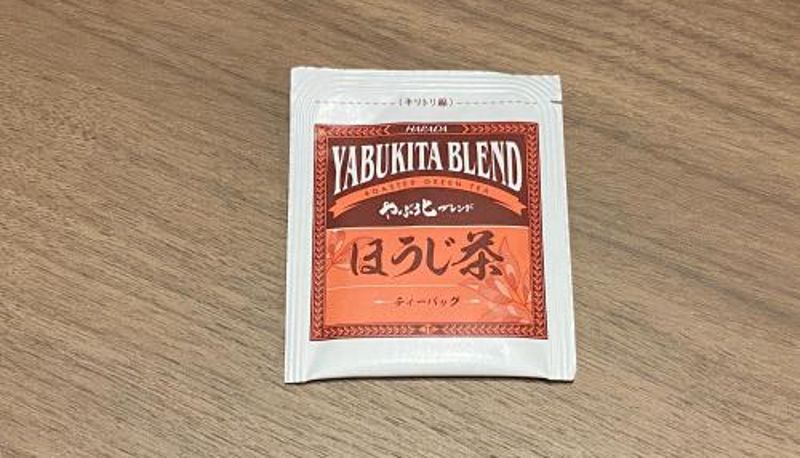 (キリトリ線)
HARADA
YABUKITA BLEND
ROASTED GREEN TEA
やぶ北ブレンド
ほうじ茶
ティーバッグ